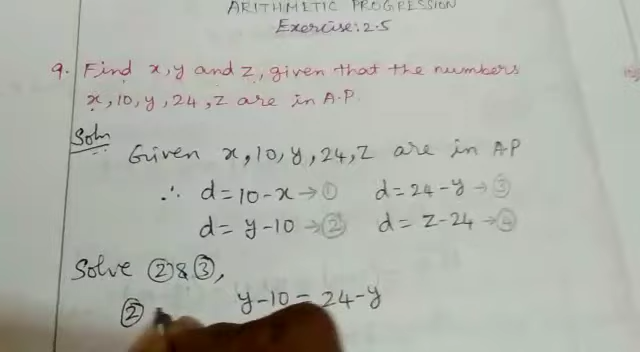 ARITHMETIC PROGRESSION
Exercise: 2.5
9. Find x, y and z, given that the numbers
x, 10, y, 24, z are in A.P.
Soln
Given x, 10, y, 24, z are in AP
∴ d = 10 - x → ① d = 24 - y → ③
d = y - 10 → ② d = z - 24 → ④
Solve ② & ③,
② y - 10 = 24 - y